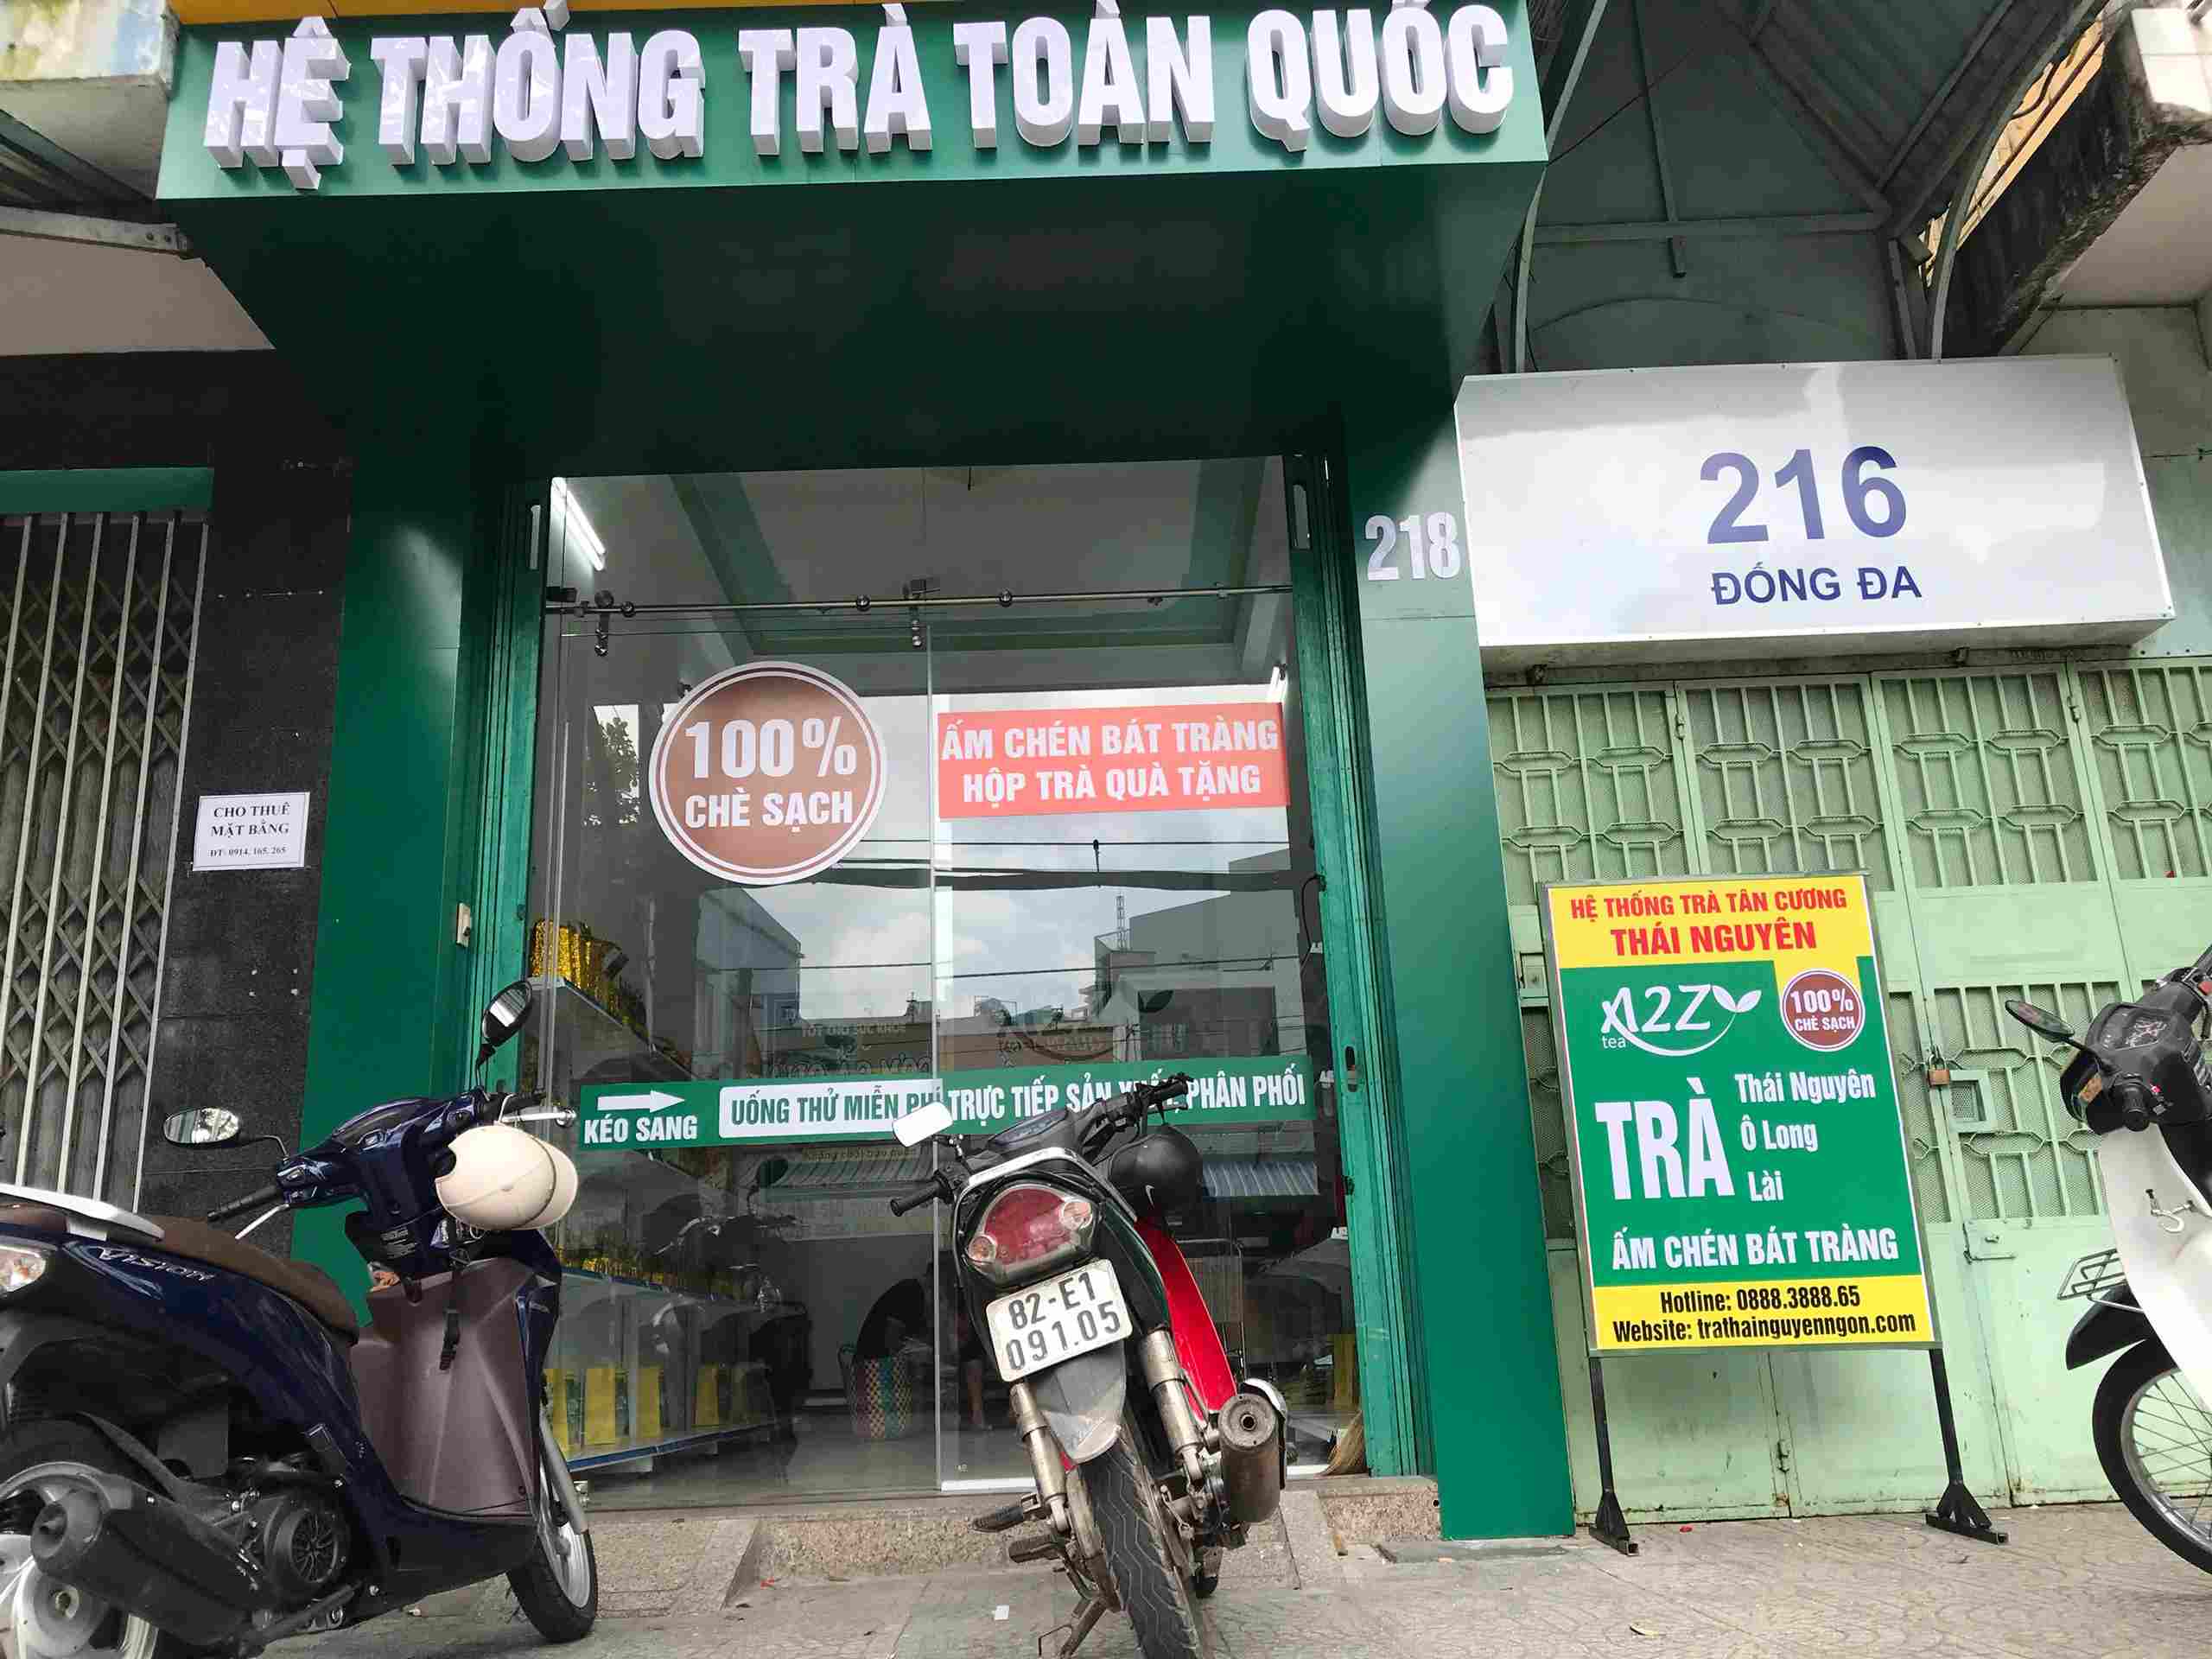 HỆ THỐNG TRÀ TOÀN QUỐC
218
216
ĐỐNG ĐA
100%
CHÈ SẠCH
ẤM CHÉN BÁT TRÀNG
HỘP TRÀ QUÀ TẶNG
CHO THUÊ
MẶT BẰNG
ĐT: 0914. 165. 265
KÉO SANG
UỐNG THỬ MIỄN PHÍ TRỰC TIẾP SẢN XUẤT, PHÂN PHỐI
HỆ THỐNG TRÀ TÂN CƯƠNG
THÁI NGUYÊN
A2Z
tea
100%
CHÈ SẠCH
TRÀ
Thái Nguyên
Ô Long
Lài
ẤM CHÉN BÁT TRÀNG
Hotline: 0888.3888.65
Website: trathainguyenngon.com
82-E1
091.05
VISION